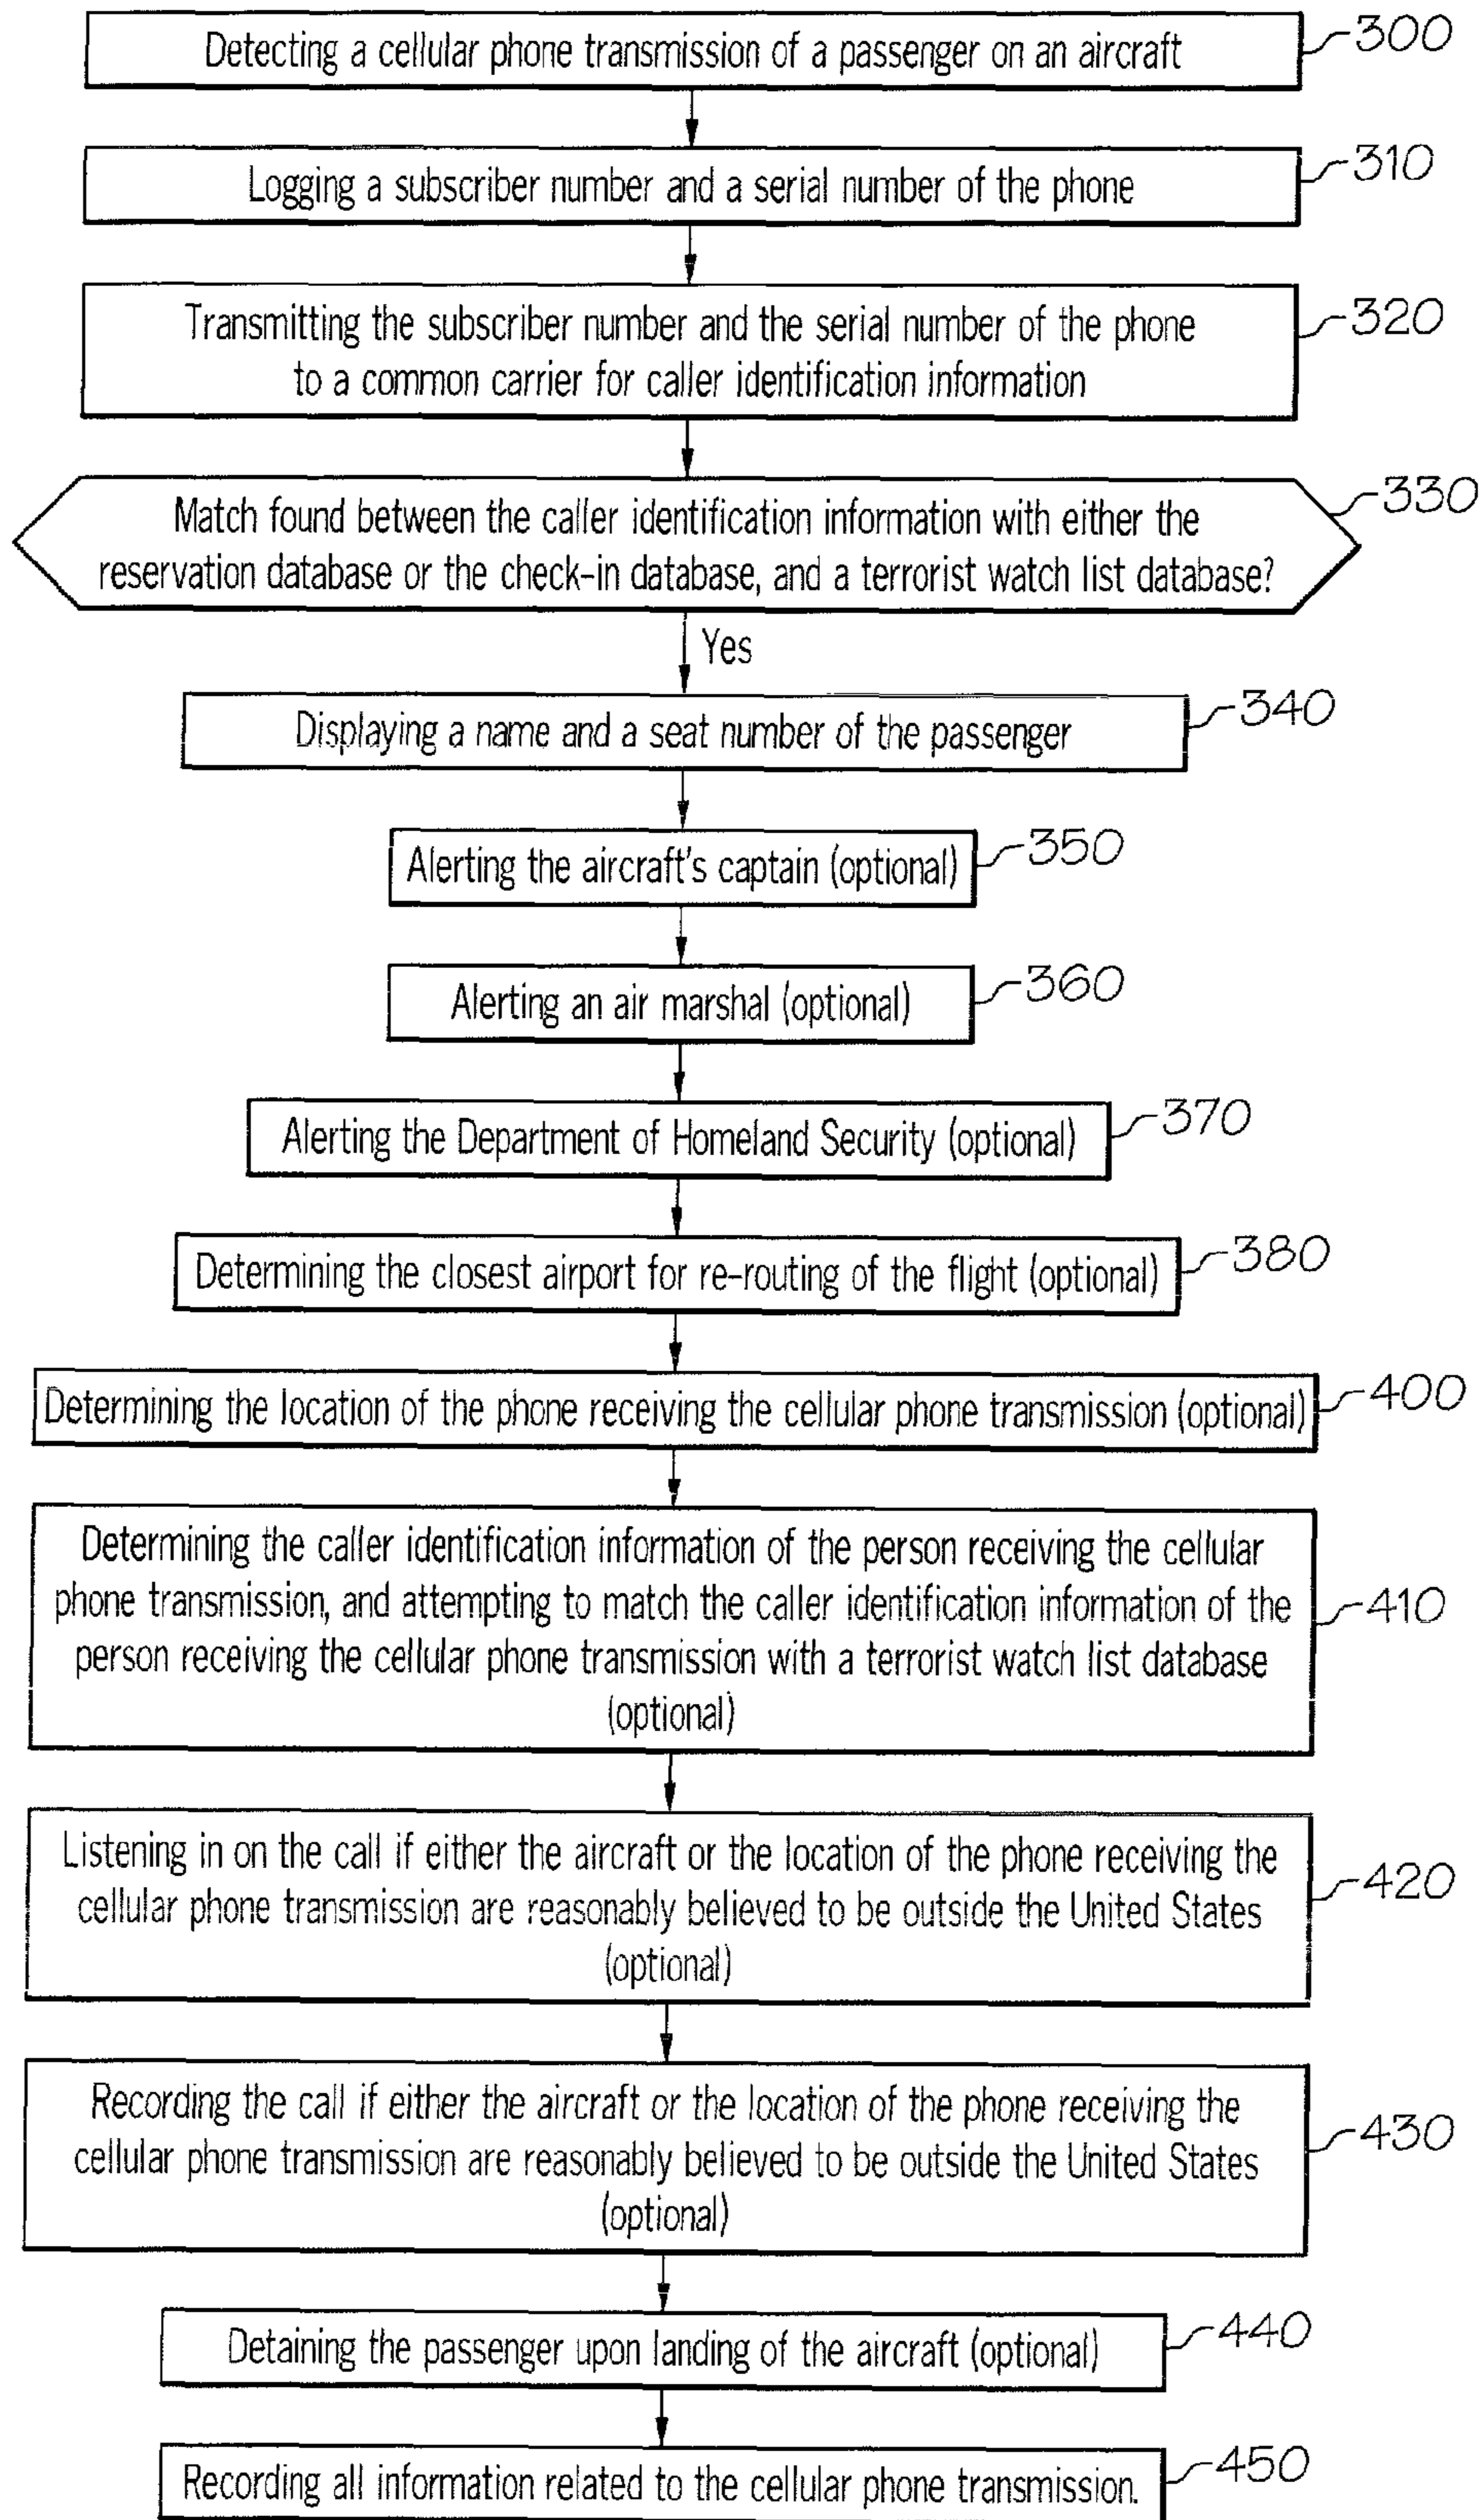 Detecting a cellular phone transmission of a passenger on an aircraft
300
Logging a subscriber number and a serial number of the phone
310
Transmitting the subscriber number and the serial number of the phone
to a common carrier for caller identification information
320
Match found between the caller identification information with either the
reservation database or the check-in database, and a terrorist watch list database?
330
Yes
Displaying a name and a seat number of the passenger
340
Alerting the aircraft's captain (optional)
350
Alerting an air marshal (optional)
360
Alerting the Department of Homeland Security (optional)
370
Determining the closest airport for re-routing of the flight (optional)
380
Determining the location of the phone receiving the cellular phone transmission (optional)
400
Determining the caller identification information of the person receiving the cellular
phone transmission, and attempting to match the caller identification information of the
person receiving the cellular phone transmission with a terrorist watch list database
(optional)
410
Listening in on the call if either the aircraft or the location of the phone receiving the
cellular phone transmission are reasonably believed to be outside the United States
(optional)
420
Recording the call if either the aircraft or the location of the phone receiving the
cellular phone transmission are reasonably believed to be outside the United States
(optional)
430
Detaining the passenger upon landing of the aircraft (optional)
440
Recording all information related to the cellular phone transmission.
450